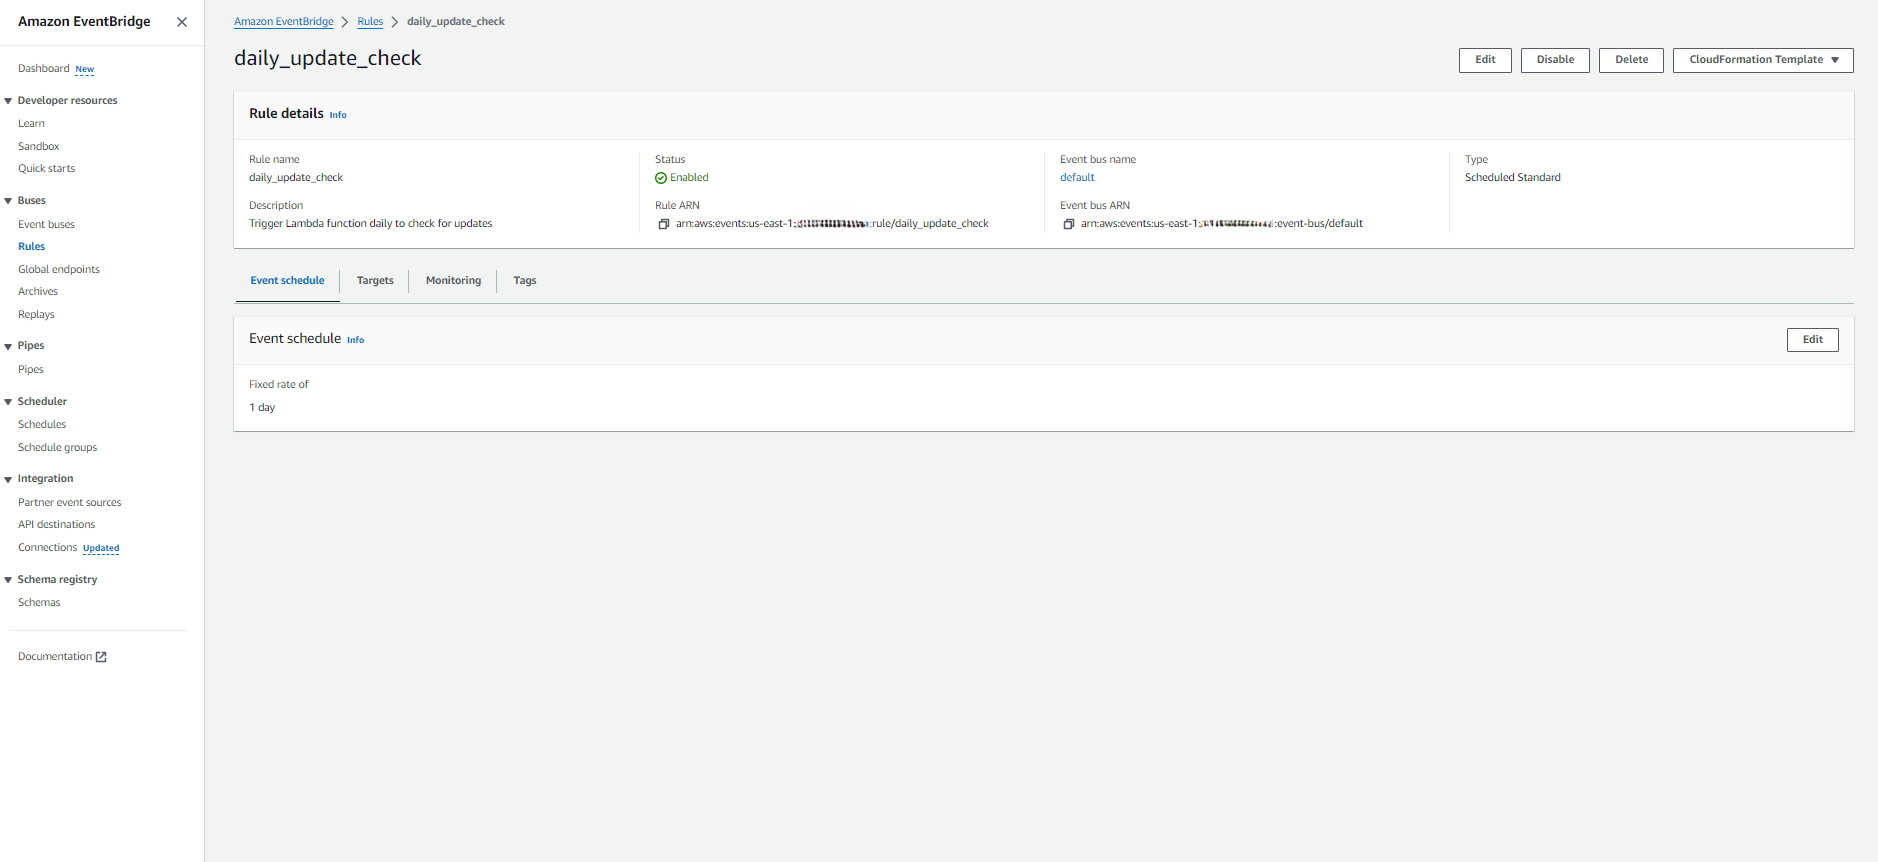 Amazon EventBridge
Dashboard New
Developer resources
Learn
Sandbox
Quick starts
Buses
Event buses
Rules
Global endpoints
Archives
Replays
Pipes
Pipes
Scheduler
Schedules
Schedule groups
Integration
Partner event sources
API destinations
Connections Updated
Schema registry
Schemas
Documentation
Amazon EventBridge Rules daily_update_check
daily_update_check
Edit Disable Delete CloudFormation Template
Rule details Info
Rule name
daily_update_check
Description
Trigger Lambda function daily to check for updates
Status
Enabled
Rule ARN
arn:aws:events:us-east-1: :rule/daily_update_check
Event bus name
default
Event bus ARN
arn:aws:events:us-east-1: :event-bus/default
Type
Scheduled Standard
Event schedule Targets Monitoring Tags
Event schedule Info
Edit
Fixed rate of
1 day